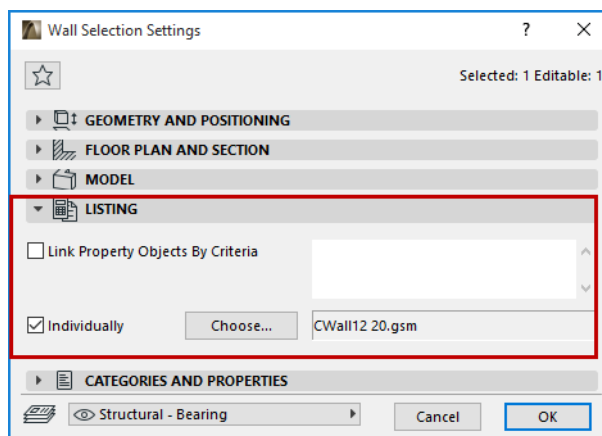 Wall Selection Settings ?
Selected: 1 Editable: 1
GEOMETRY AND POSITIONING
FLOOR PLAN AND SECTION
MODEL
LISTING
Link Property Objects By Criteria
Individually Choose... CWall12 20.gsm
CATEGORIES AND PROPERTIES
Structural - Bearing Cancel OK